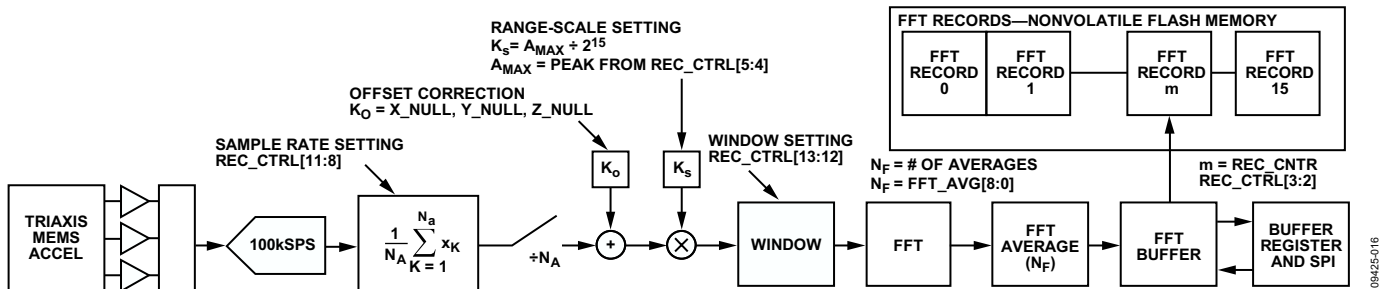 RANGE-SCALE SETTING
Ks= AMAX ÷ 2^15
AMAX = PEAK FROM REC_CTRL[5:4]
OFFSET CORRECTION
KO = X_NULL, Y_NULL, Z_NULL
SAMPLE RATE SETTING
REC_CTRL[11:8]
WINDOW SETTING
REC_CTRL[13:12]
FFT RECORDS—NONVOLATILE FLASH MEMORY
FFT
RECORD
0
FFT
RECORD
1
FFT
RECORD
m
FFT
RECORD
15
NF = # OF AVERAGES
NF = FFT_AVG[8:0]
m = REC_CNTR
REC_CTRL[3:2]
TRIAXIS
MEMS
ACCEL
100kSPS
1
NA
Na
∑ xK
K = 1
÷NA
Ko
+
Ks
×
WINDOW
FFT
FFT
AVERAGE
(NF)
FFT
BUFFER
BUFFER
REGISTER
AND SPI
09425-016